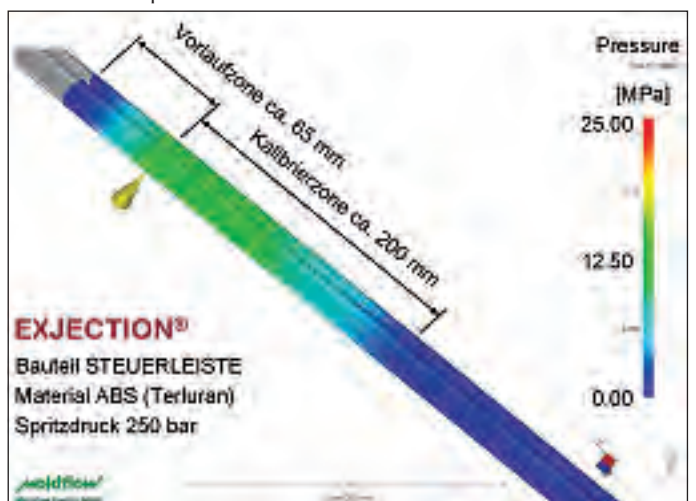 Vorlaufzone ca. 65 mm
Kalibrierzone ca. 200 mm
Pressure
[MPa]
25.00
12.50
0.00
EXJECTION®
Bauteil STEUERLEISTE
Material ABS (Terluran)
Spritzdruck 250 bar
moldflow